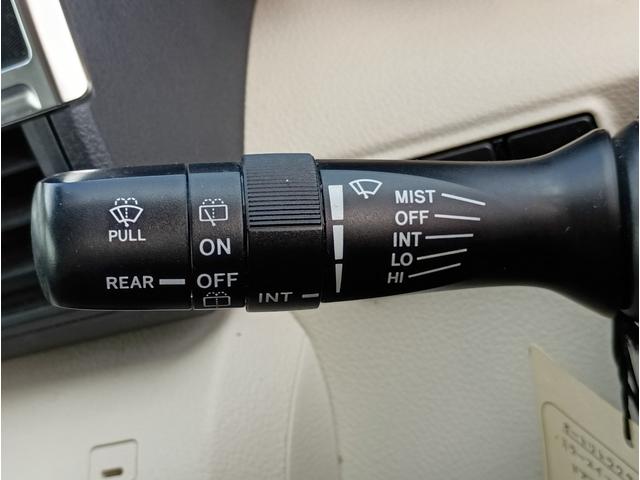 PULL
REAR
ON
OFF
INT
MIST
OFF
INT
LO
HI